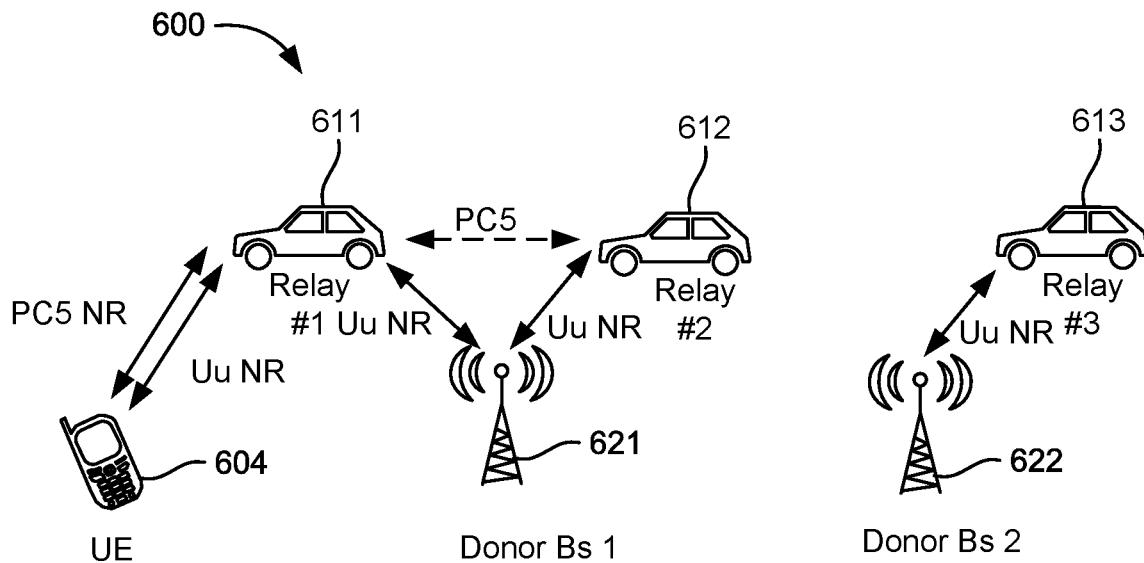 600
611
612
613
PC5
Relay
#1
Relay
#2
Relay
#3
PC5 NR
Uu NR
Uu NR
Uu NR
Uu NR
604
621
622
UE
Donor Bs 1
Donor Bs 2